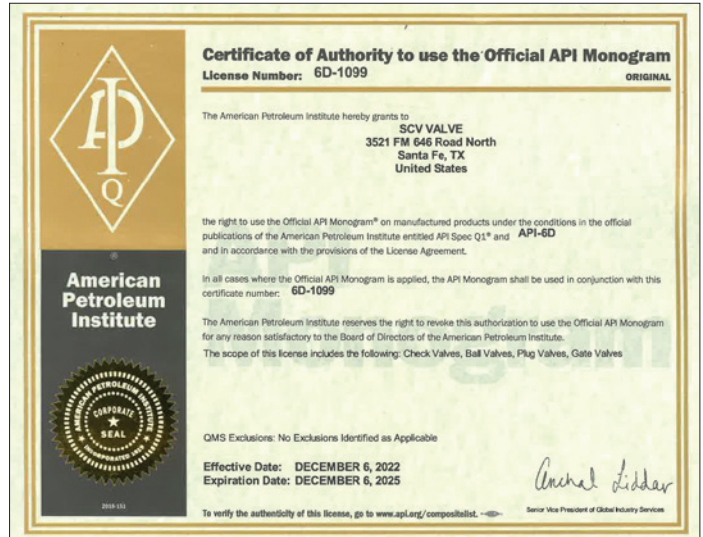 Certificate of Authority to use the Official API Monogram
License Number: 6D-1099
ORIGINAL
The American Petroleum Institute hereby grants to
SCV VALVE
3521 FM 646 Road North
Santa Fe, TX
United States
the right to use the Official API Monogram® on manufactured products under the conditions in the official
publications of the American Petroleum Institute entitled API Spec Q1® and API-6D
and in accordance with the provisions of the License Agreement.
In all cases where the Official API Monogram is applied, the API Monogram shall be used in conjunction with this
certificate number: 6D-1099
The American Petroleum Institute reserves the right to revoke this authorization to use the Official API Monogram
for any reason satisfactory to the Board of Directors of the American Petroleum Institute.
The scope of this license includes the following: Check Valves, Ball Valves, Plug Valves, Gate Valves
QMS Exclusions: No Exclusions Identified as Applicable
Effective Date: DECEMBER 6, 2022
Expiration Date: DECEMBER 6, 2025
To verify the authenticity of this license, go to www.api.org/compositelist.
Anchal Liddar
Senior Vice President of Global Industry Services
API
Q
®
American
Petroleum
Institute
AMERICAN PETROLEUM INSTITUTE
CORPORATE
SEAL
INCORPORATED 1919
2016-151
Monogram